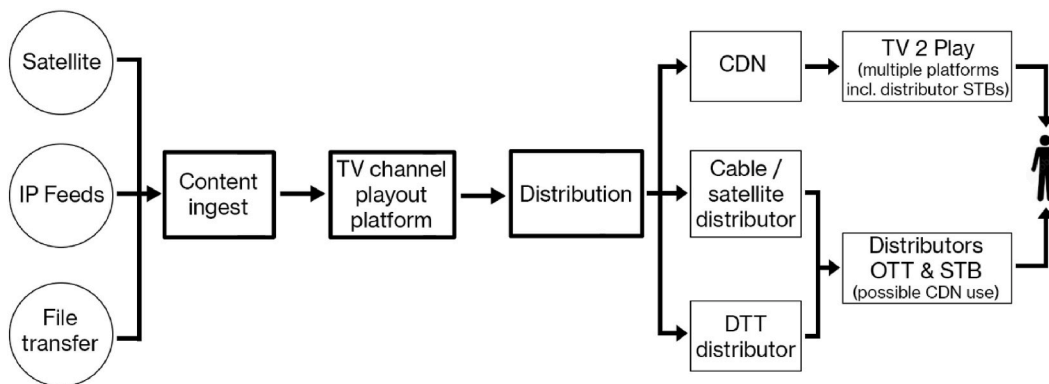 Satellite
IP Feeds
File
transfer
Content
ingest
TV channel
playout
platform
Distribution
CDN
TV 2 Play
(multiple platforms
incl. distributor STBs)
Cable /
satellite
distributor
Distributors
OTT & STB
(possible CDN use)
DTT
distributor